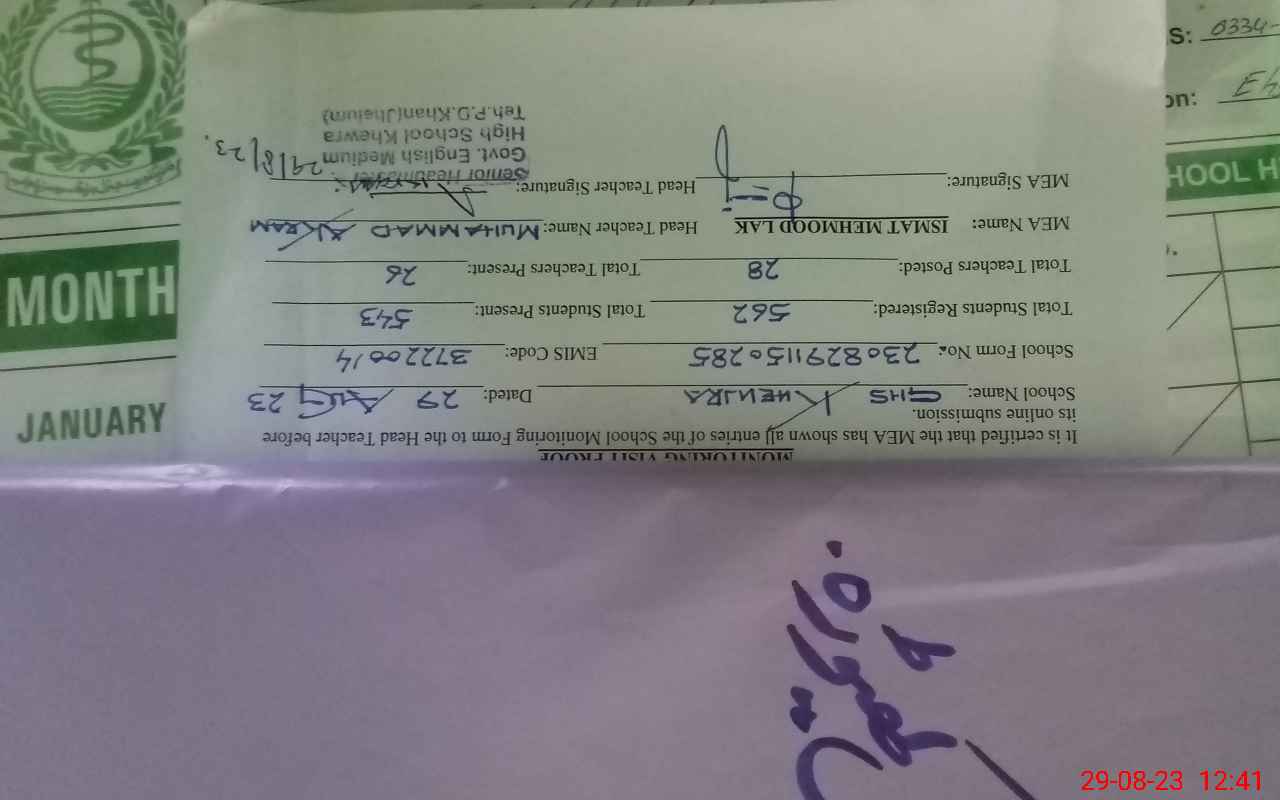 MONITORING VISIT PROOF
It is certified that the MEA has shown all entries of the School Monitoring Form to the Head Teacher before
its online submission.
School Name: GHS KHEWRA Dated: 29 AUG 23
School Form No: 2308291150285 EMIS Code: 37220014
Total Students Registered: 562 Total Students Present: 543
Total Teachers Posted: 28 Total Teachers Present: 26
MEA Name: ISMAT MEHMOOD LAK Head Teacher Name: MUHAMMAD AKRAM
MEA Signature: Head Teacher Signature:
29/8/23.
Senior Headmaster
Govt. English Medium
High School Khewra
Teh.P.D.Khan(Jhelum)
MONTH
JANUARY
S: 0334-
on:
HOOL H
29-08-23 12:41